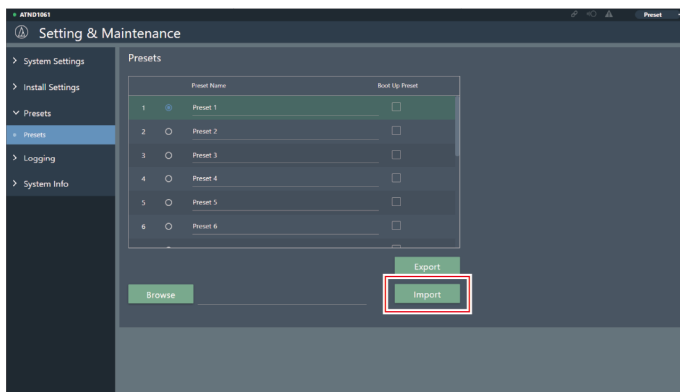 ATND1061
Preset
Setting & Maintenance
System Settings
Install Settings
Presets
Presets
Logging
System Info
Presets
Preset Name Boot Up Preset
1 Preset 1
2 Preset 2
3 Preset 3
4 Preset 4
5 Preset 5
6 Preset 6
Export
Browse Import